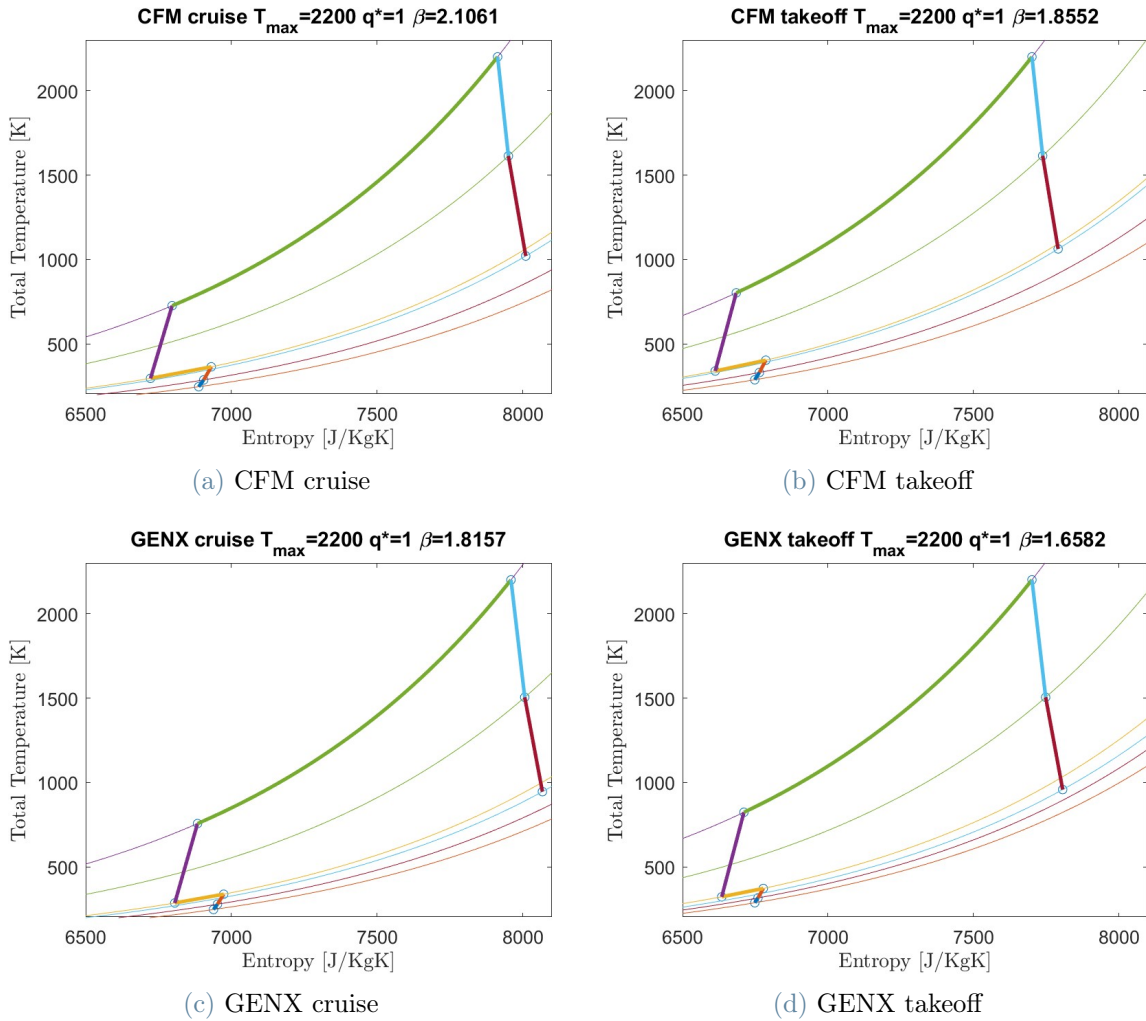 CFM cruise T_max=2200 q*=1 β=2.1061
Total Temperature [K]
2000
1500
1000
500
6500 7000 7500 8000
Entropy [J/KgK]
(a) CFM cruise
CFM takeoff T_max=2200 q*=1 β=1.8552
Total Temperature [K]
2000
1500
1000
500
6500 7000 7500 8000
Entropy [J/KgK]
(b) CFM takeoff
GENX cruise T_max=2200 q*=1 β=1.8157
Total Temperature [K]
2000
1500
1000
500
6500 7000 7500 8000
Entropy [J/KgK]
(c) GENX cruise
GENX takeoff T_max=2200 q*=1 β=1.6582
Total Temperature [K]
2000
1500
1000
500
6500 7000 7500 8000
Entropy [J/KgK]
(d) GENX takeoff